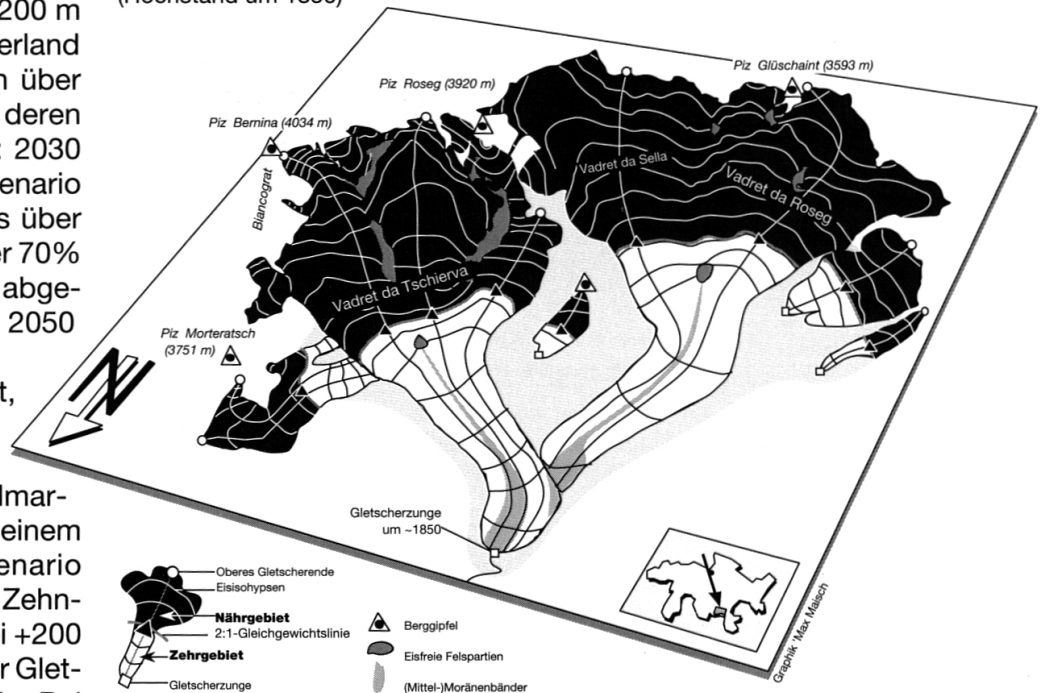 200 m
erland
über
deren
2030
enario
s über
er 70%
abge-
2050
t,
lmar-
einem
enario
Zehn-
i +200
r Glet-
(Hochstand um 1850)
Piz Glüschaint (3593 m)
Piz Roseg (3920 m)
Piz Bernina (4034 m)
Biancograt
Vadret da Sella
Vadret da Roseg
Vadret da Tschierva
Piz Morteratsch
(3751 m)
N
Gletscherzunge
um ~1850
Oberes Gletscherende
Eisisohypsen
Nährgebiet
2:1-Gleichgewichtslinie
Zehrgebiet
Gletscherzunge
Berggipfel
Eisfreie Felspartien
(Mittel-)Moränenbänder
Graphik 'Max Maisch